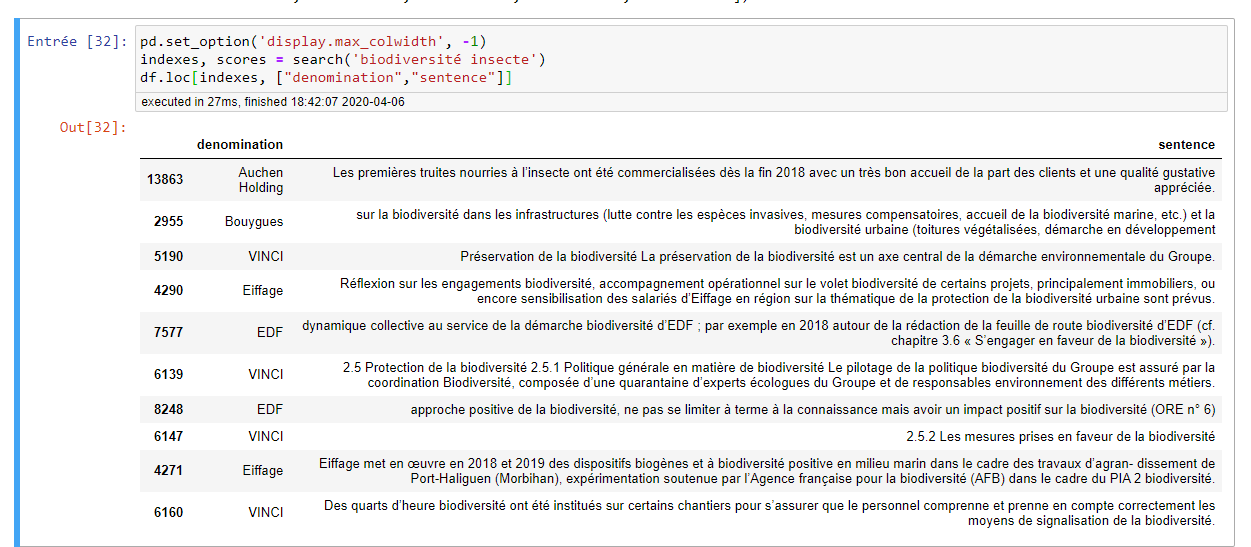 Entrée [32]:
pd.set_option('display.max_colwidth', -1)
indexes, scores = search('biodiversité insecte')
df.loc[indexes, ["denomination","sentence"]]
executed in 27ms, finished 18:42:07 2020-04-06
Out[32]:
denomination sentence
13863 Auchen Holding Les premières truites nourries à l’insecte ont été commercialisées dès la fin 2018 avec un très bon accueil de la part des clients et une qualité gustative
appréciée.
2955 Bouygues sur la biodiversité dans les infrastructures (lutte contre les espèces invasives, mesures compensatoires, accueil de la biodiversité marine, etc.) et la
biodiversité urbaine (toitures végétalisées, démarche en développement
5190 VINCI Préservation de la biodiversité La préservation de la biodiversité est un axe central de la démarche environnementale du Groupe.
4290 Eiffage Réflexion sur les engagements biodiversité, accompagnement opérationnel sur le volet biodiversité de certains projets, principalement immobiliers, ou
encore sensibilisation des salariés d’Eiffage en région sur la thématique de la protection de la biodiversité urbaine sont prévus.
7577 EDF dynamique collective au service de la démarche biodiversité d’EDF ; par exemple en 2018 autour de la rédaction de la feuille de route biodiversité d’EDF (cf.
chapitre 3.6 « S’engager en faveur de la biodiversité »).
6139 VINCI 2.5 Protection de la biodiversité 2.5.1 Politique générale en matière de biodiversité Le pilotage de la politique biodiversité du Groupe est assuré par la
coordination Biodiversité, composée d’une quarantaine d’experts écologues du Groupe et de responsables environnement des différents métiers.
8248 EDF approche positive de la biodiversité, ne pas se limiter à terme à la connaissance mais avoir un impact positif sur la biodiversité (ORE n° 6)
6147 VINCI 2.5.2 Les mesures prises en faveur de la biodiversité
4271 Eiffage Eiffage met en œuvre en 2018 et 2019 des dispositifs biogènes et à biodiversité positive en milieu marin dans le cadre des travaux d’agran- dissement de
Port-Haliguen (Morbihan), expérimentation soutenue par l’Agence française pour la biodiversité (AFB) dans le cadre du PIA 2 biodiversité.
6160 VINCI Des quarts d’heure biodiversité ont été institués sur certains chantiers pour s’assurer que le personnel comprenne et prenne en compte correctement les
moyens de signalisation de la biodiversité.